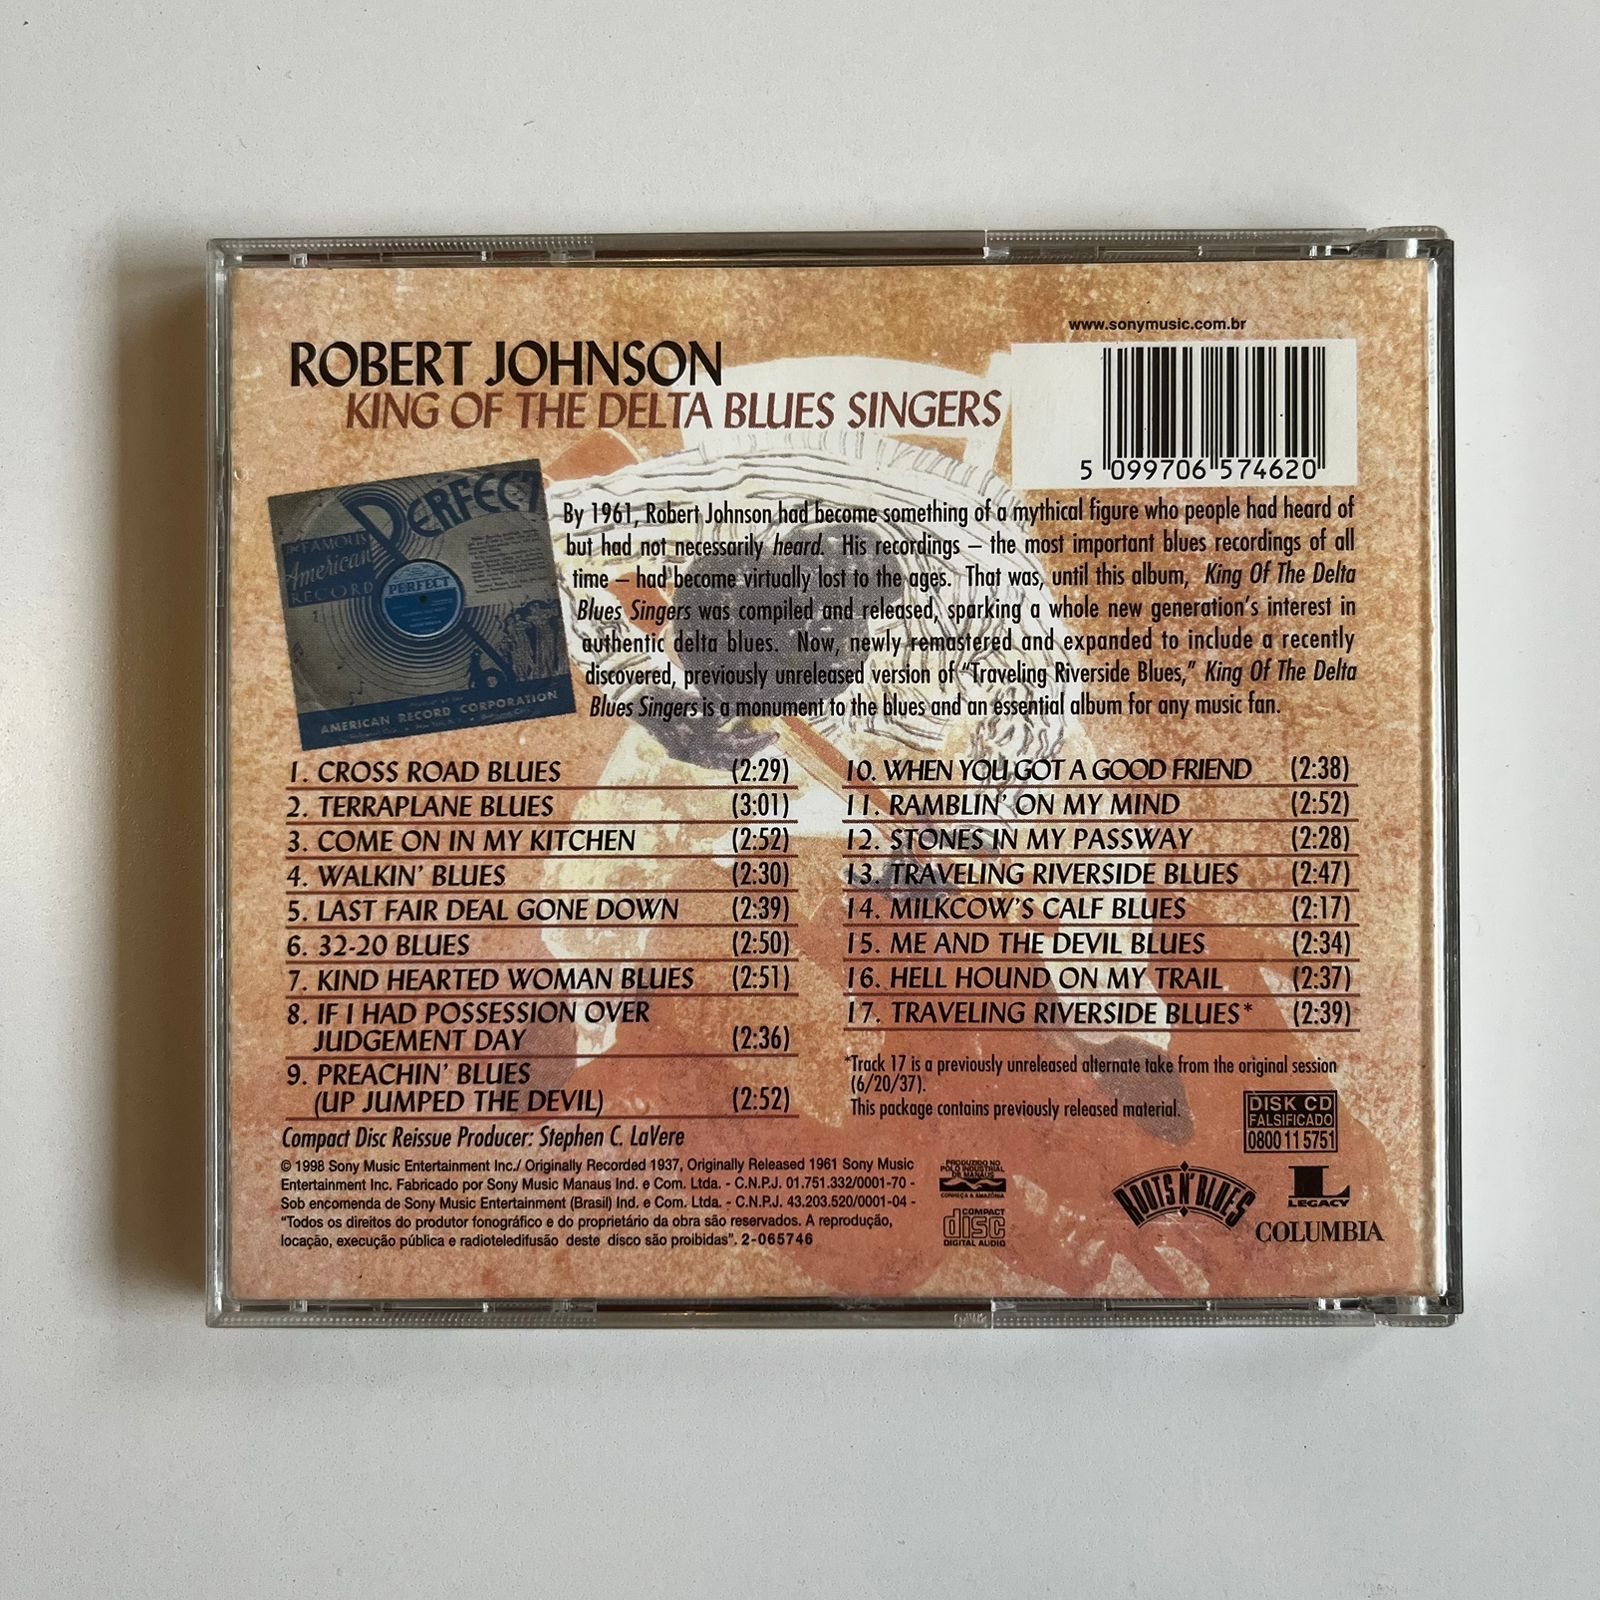 www.sonymusic.com.br
ROBERT JOHNSON
KING OF THE DELTA BLUES SINGERS
5 099706 574620
PERFECT
The FAMOUS
American
RECORD
PERFECT
AMERICAN RECORD CORPORATION
By 1961, Robert Johnson had become something of a mythical figure who people had heard of
but had not necessarily heard. His recordings – the most important blues recordings of all
time – had become virtually lost to the ages. That was, until this album, King Of The Delta
Blues Singers was compiled and released, sparking a whole new generation's interest in
authentic delta blues. Now, newly remastered and expanded to include a recently
discovered, previously unreleased version of "Traveling Riverside Blues," King Of The Delta
Blues Singers is a monument to the blues and an essential album for any music fan.
1. CROSS ROAD BLUES (2:29)
2. TERRAPLANE BLUES (3:01)
3. COME ON IN MY KITCHEN (2:52)
4. WALKIN' BLUES (2:30)
5. LAST FAIR DEAL GONE DOWN (2:39)
6. 32-20 BLUES (2:50)
7. KIND HEARTED WOMAN BLUES (2:51)
8. IF I HAD POSSESSION OVER
JUDGEMENT DAY (2:36)
9. PREACHIN' BLUES
(UP JUMPED THE DEVIL) (2:52)
10. WHEN YOU GOT A GOOD FRIEND (2:38)
11. RAMBLIN' ON MY MIND (2:52)
12. STONES IN MY PASSWAY (2:28)
13. TRAVELING RIVERSIDE BLUES (2:47)
14. MILKCOW'S CALF BLUES (2:17)
15. ME AND THE DEVIL BLUES (2:34)
16. HELL HOUND ON MY TRAIL (2:37)
17. TRAVELING RIVERSIDE BLUES* (2:39)
*Track 17 is a previously unreleased alternate take from the original session
(6/20/37).
This package contains previously released material.
Compact Disc Reissue Producer: Stephen C. LaVere
© 1998 Sony Music Entertainment Inc./ Originally Recorded 1937, Originally Released 1961 Sony Music
Entertainment Inc. Fabricado por Sony Music Manaus Ind. e Com. Ltda. - C.N.P.J. 01.751.332/0001-70 -
Sob encomenda de Sony Music Entertainment (Brasil) Ind. e Com. Ltda. - C.N.P.J. 43.203.520/0001-04 -
"Todos os direitos do produtor fonográfico e do proprietário da obra são reservados. A reprodução,
locação, execução pública e radioteledifusão deste disco são proibidas". 2-065746
PRODUZIDO NO
POLO INDUSTRIAL
DE MANAUS
CONHEÇA A AMAZÔNIA
COMPACT
disc
DIGITAL AUDIO
DISK CD
FALSIFICADO
0800 11 5751
ROOTS N' BLUES
L
LEGACY
COLUMBIA